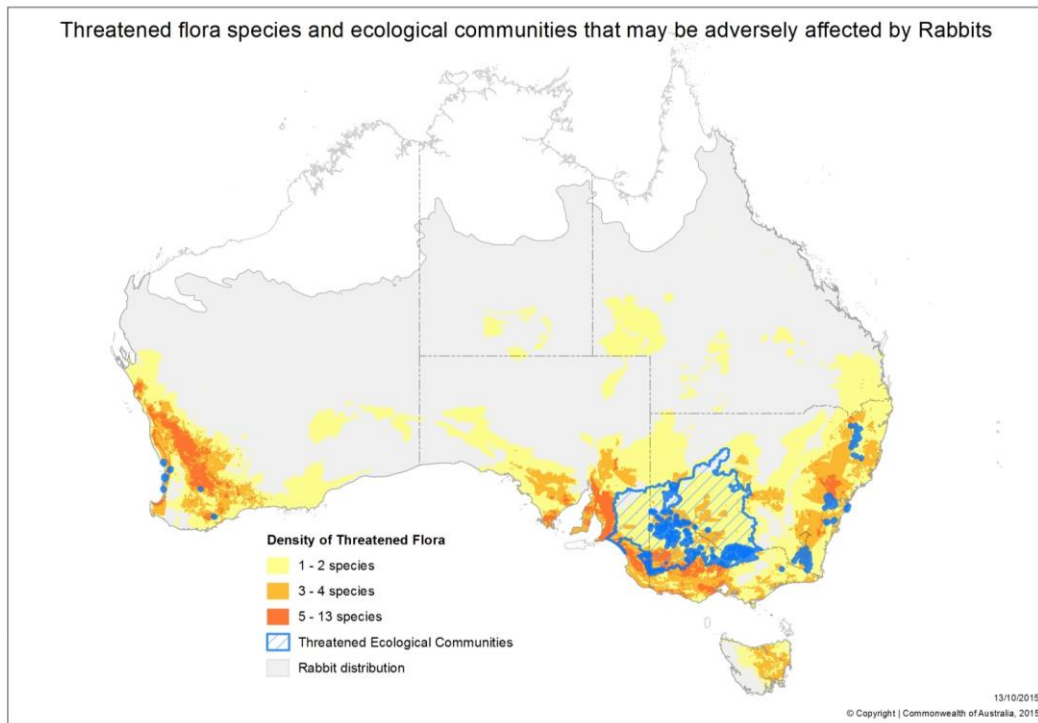 Threatened flora species and ecological communities that may be adversely affected by Rabbits
Density of Threatened Flora
1 - 2 species
3 - 4 species
5 - 13 species
Threatened Ecological Communities
Rabbit distribution
13/10/2015
© Copyright | Commonwealth of Australia, 2015